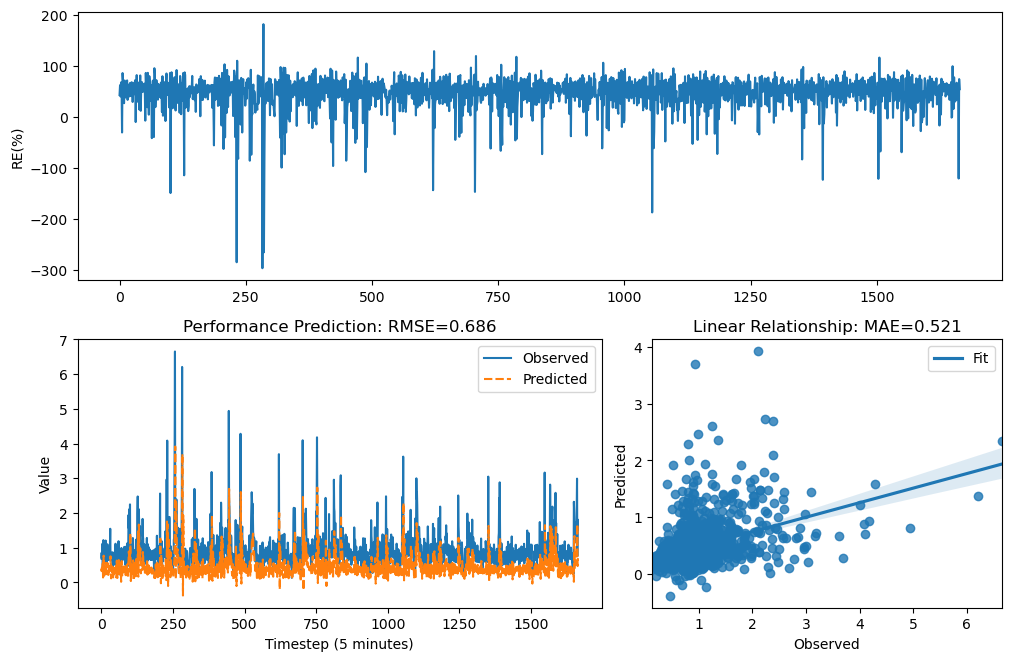 RE(%)
200
100
0
−100
−200
−300
0 250 500 750 1000 1250 1500
Performance Prediction: RMSE=0.686
Value
7
6
5
4
3
2
1
0
Observed
Predicted
0 250 500 750 1000 1250 1500
Timestep (5 minutes)
Linear Relationship: MAE=0.521
Predicted
4
3
2
1
0
Fit
1 2 3 4 5 6
Observed